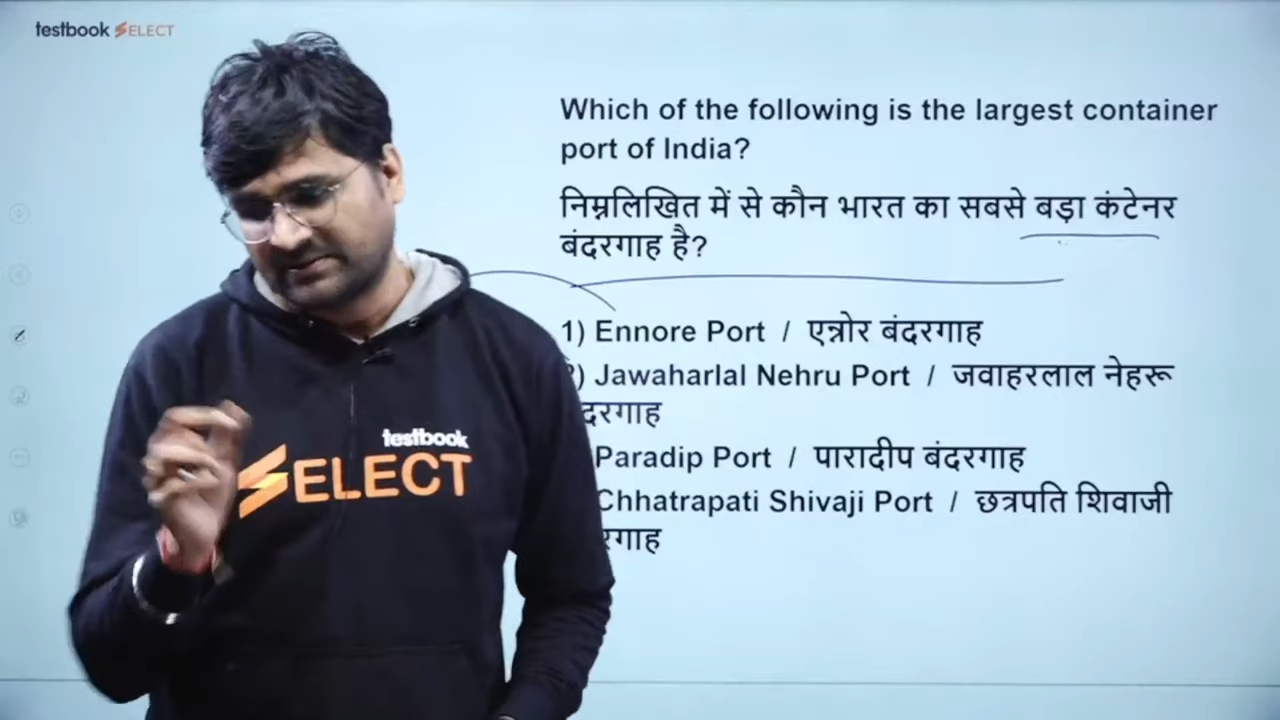 testbook SELECT
Which of the following is the largest container
port of India?
निम्नलिखित में से कौन भारत का सबसे बड़ा कंटेनर
बंदरगाह है?
1) Ennore Port / एन्नोर बंदरगाह
2) Jawaharlal Nehru Port / जवाहरलाल नेहरू
दरगाह
Paradip Port / पारादीप बंदरगाह
Chhatrapati Shivaji Port / छत्रपति शिवाजी
रगाह
testbook
SELECT